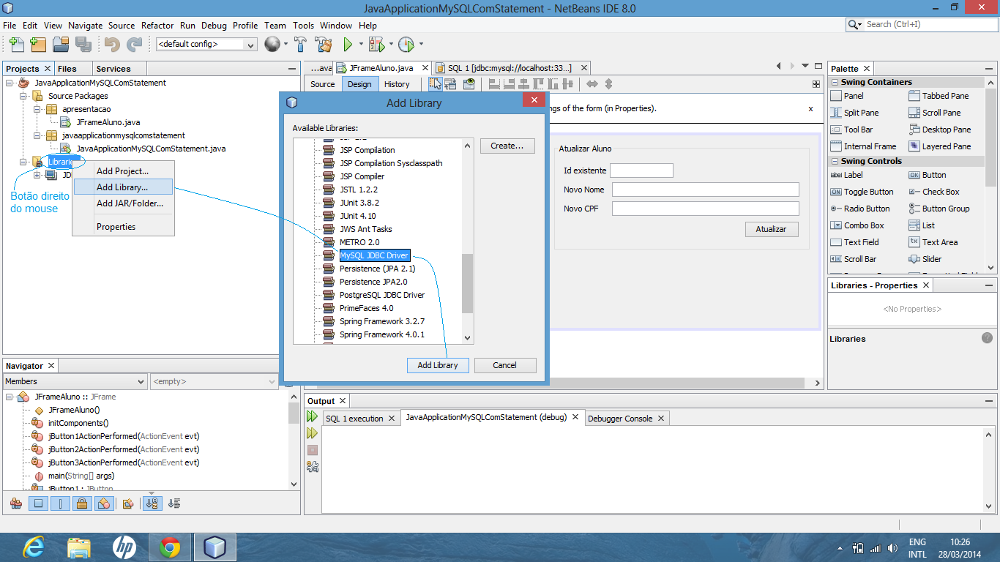 JavaApplicationMySQLComStatement - NetBeans IDE 8.0
File Edit View Navigate Source Refactor Run Debug Profile Team Tools Window Help
Search (Ctrl+I)
<default config>
Projects Files Services
JavaApplicationMySQLComStatement
Source Packages
apresentacao
JFrameAluno.java
javaapplicationmysqlcomstatement
JavaApplicationMySQLComStatement.java
Librarie
JD
Botão direito
do mouse
Add Project...
Add Library...
Add JAR/Folder...
Properties
...ava JFrameAluno.java SQL 1 [jdbc:mysql://localhost:33...]
Source Design History
ngs of the form (in Properties). x
Add Library
Available Libraries:
JSP Compilation
JSP Compilation Sysclasspath
JSP Compiler
JSTL 1.2.2
JUnit 3.8.2
JUnit 4.10
JWS Ant Tasks
METRO 2.0
MySQL JDBC Driver
Persistence (JPA 2.1)
Persistence JPA2.0
PostgreSQL JDBC Driver
PrimeFaces 4.0
Spring Framework 3.2.7
Spring Framework 4.0.1
Create...
Add Library Cancel
Atualizar Aluno
Id existente
Novo Nome
Novo CPF
Atualizar
Palette
Swing Containers
Panel Tabbed Pane
Split Pane Scroll Pane
Tool Bar Desktop Pane
Internal Frame Layered Pane
Swing Controls
label Label OK Button
Toggle Button Check Box
Radio Button Button Group
Combo Box List
Text Field Text Area
Scroll Bar Slider
Libraries - Properties
<No Properties>
Libraries
Navigator
Members <empty>
JFrameAluno :: JFrame
JFrameAluno()
initComponents()
jButton1ActionPerformed(ActionEvent evt)
jButton2ActionPerformed(ActionEvent evt)
jButton3ActionPerformed(ActionEvent evt)
main(String[] args)
jButton1 : JButton
Output
SQL 1 execution JavaApplicationMySQLComStatement (debug) Debugger Console
ENG 10:26
INTL 28/03/2014